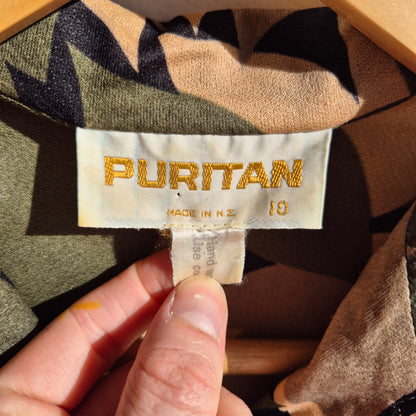 PURITAN
MADE IN N.Z. 10
Hand w
Use co